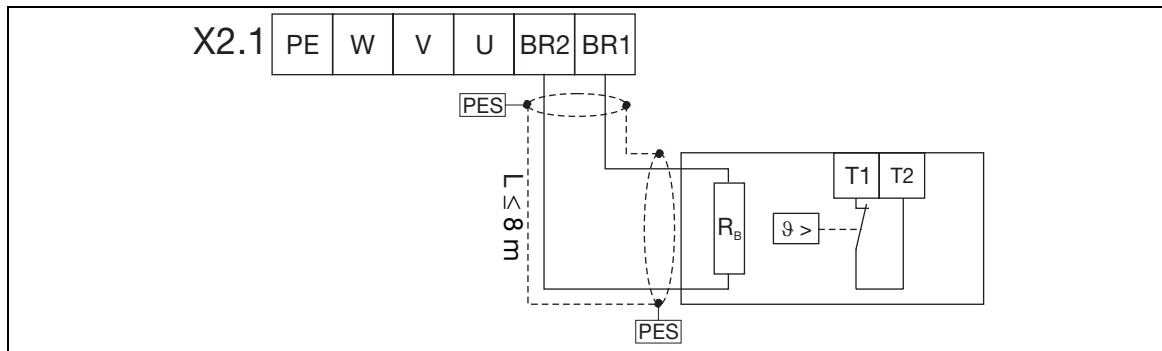 X2.1 PE W V U BR2 BR1
PES
L ≤ 8 m
T1 T2
R_B
ϑ >
PES